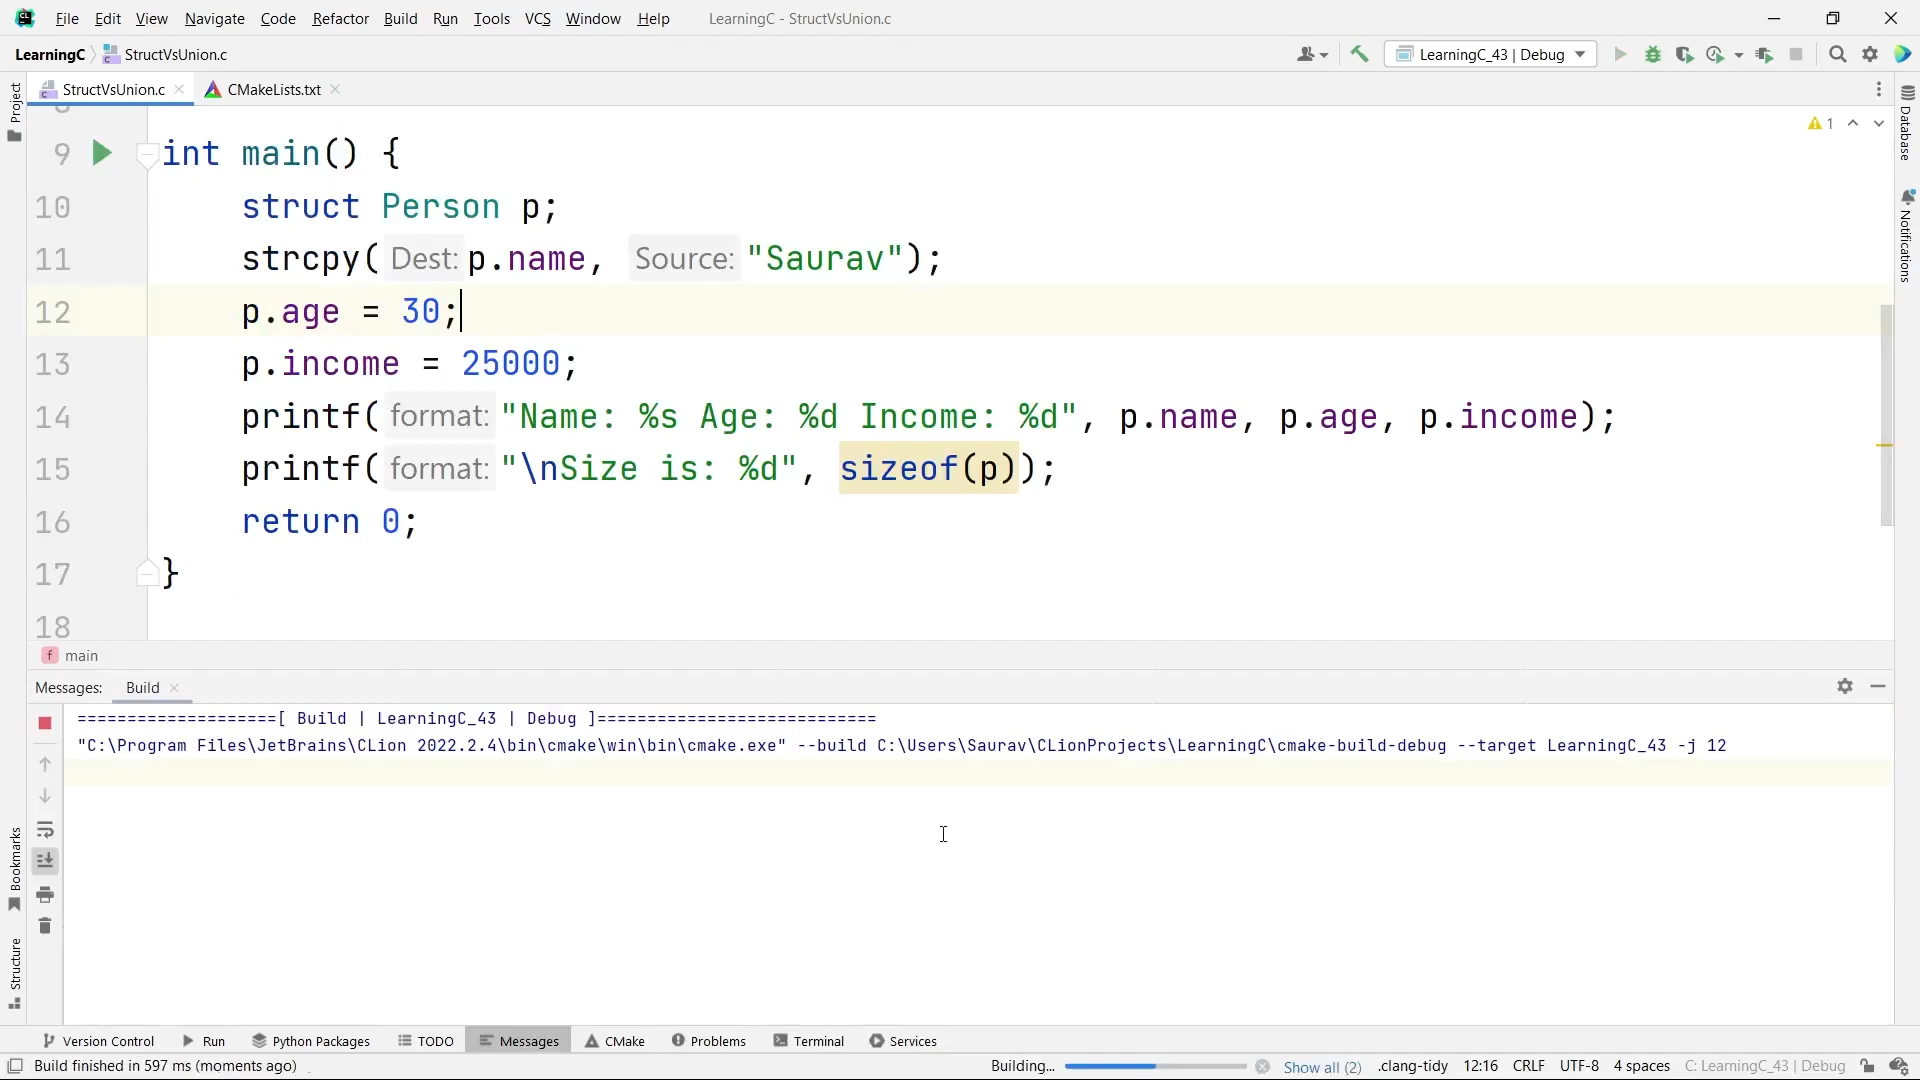 File Edit View Navigate Code Refactor Build Run Tools VCS Window Help LearningC - StructVsUnion.c
LearningC StructVsUnion.c LearningC_43 | Debug
StructVsUnion.c CMakeLists.txt
Project
Database
Notifications
1
9 int main() {
10 struct Person p;
11 strcpy( Dest: p.name, Source: "Saurav");
12 p.age = 30;
13 p.income = 25000;
14 printf( format: "Name: %s Age: %d Income: %d", p.name, p.age, p.income);
15 printf( format: "\nSize is: %d", sizeof(p));
16 return 0;
17 }
18
f main
Messages: Build
====================[ Build | LearningC_43 | Debug ]============================
"C:\Program Files\JetBrains\CLion 2022.2.4\bin\cmake\win\bin\cmake.exe" --build C:\Users\Saurav\CLionProjects\LearningC\cmake-build-debug --target LearningC_43 -j 12
Bookmarks
Structure
Version Control Run Python Packages TODO Messages CMake Problems Terminal Services
Build finished in 597 ms (moments ago) Building... Show all (2) .clang-tidy 12:16 CRLF UTF-8 4 spaces C: LearningC_43 | Debug